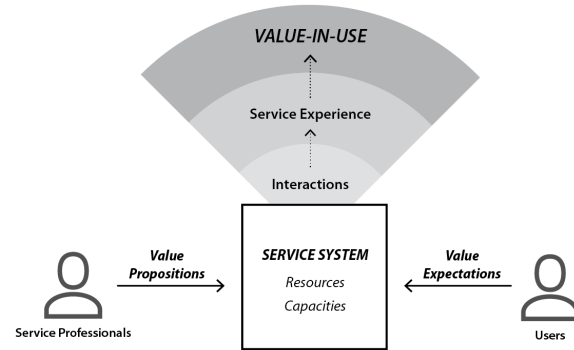 VALUE-IN-USE
Service Experience
Interactions
Value
Propositions
SERVICE SYSTEM
Resources
Capacities
Value
Expectations
Service Professionals
Users